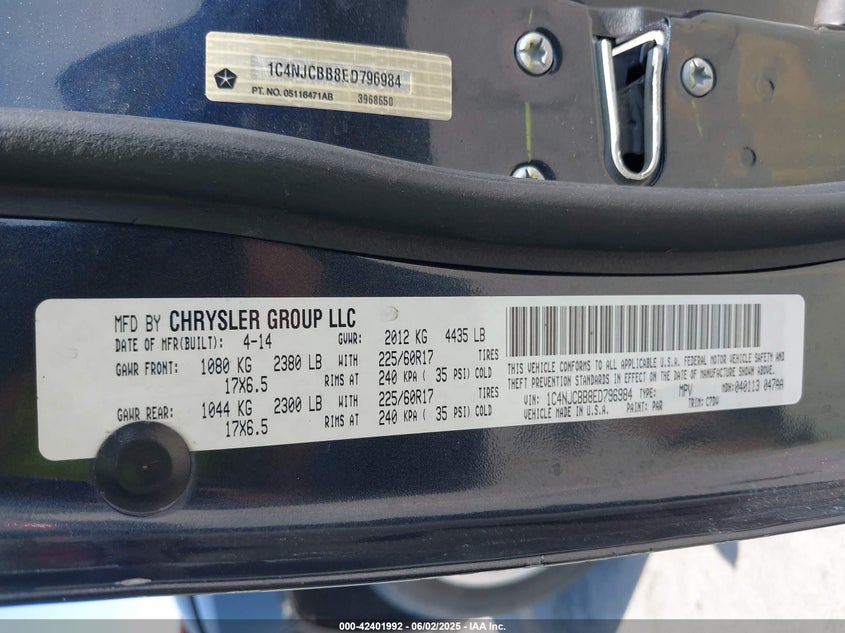 1C4NJCBB8ED796984
PT. NO. 05116471AB 3968650
MFD BY CHRYSLER GROUP LLC
DATE OF MFR(BUILT): 4-14 GVWR: 2012 KG 4435 LB
GAWR FRONT: 1080 KG 2380 LB WITH 225/60R17 TIRES
17X6.5 RIMS AT 240 KPA ( 35 PSI) COLD
GAWR REAR: 1044 KG 2300 LB WITH 225/60R17 TIRES
17X6.5 RIMS AT 240 KPA ( 35 PSI) COLD
THIS VEHICLE CONFORMS TO ALL APPLICABLE U.S.A. FEDERAL MOTOR VEHICLE SAFETY AND
THEFT PREVENTION STANDARDS IN EFFECT ON THE DATE OF MANUFACTURE SHOWN ABOVE.
VIN: 1C4NJCBB8ED796984 TYPE: MPV MDH: 040113 047AA
VEHICLE MADE IN U.S.A. PAINT: PAR TRIM: C7DV
000-42401992 - 06/02/2025 - IAA Inc.